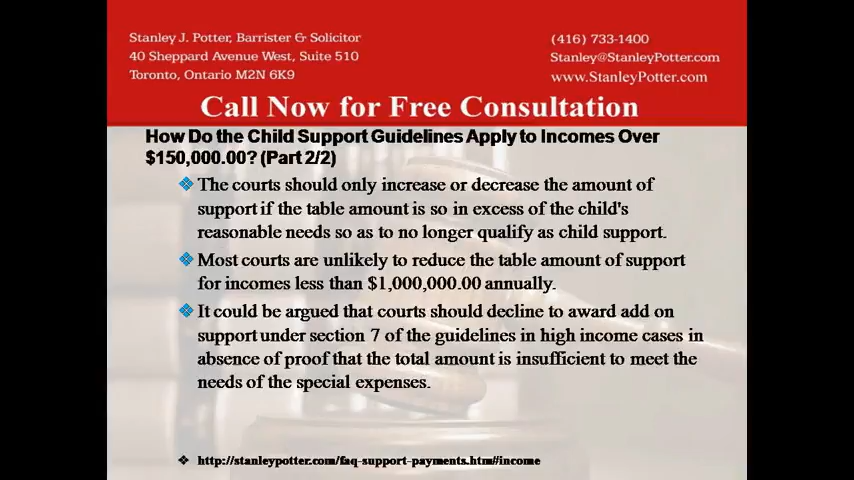 Stanley J. Potter, Barrister & Solicitor
40 Sheppard Avenue West, Suite 510
Toronto, Ontario M2N 6K9
(416) 733-1400
Stanley@StanleyPotter.com
www.StanleyPotter.com
Call Now for Free Consultation
How Do the Child Support Guidelines Apply to Incomes Over
$150,000.00? (Part 2/2)
❖ The courts should only increase or decrease the amount of
support if the table amount is so in excess of the child's
reasonable needs so as to no longer qualify as child support.
❖ Most courts are unlikely to reduce the table amount of support
for incomes less than $1,000,000.00 annually.
❖ It could be argued that courts should decline to award add on
support under section 7 of the guidelines in high income cases in
absence of proof that the total amount is insufficient to meet the
needs of the special expenses.
❖ http://stanleypotter.com/faq-support-payments.htm#income